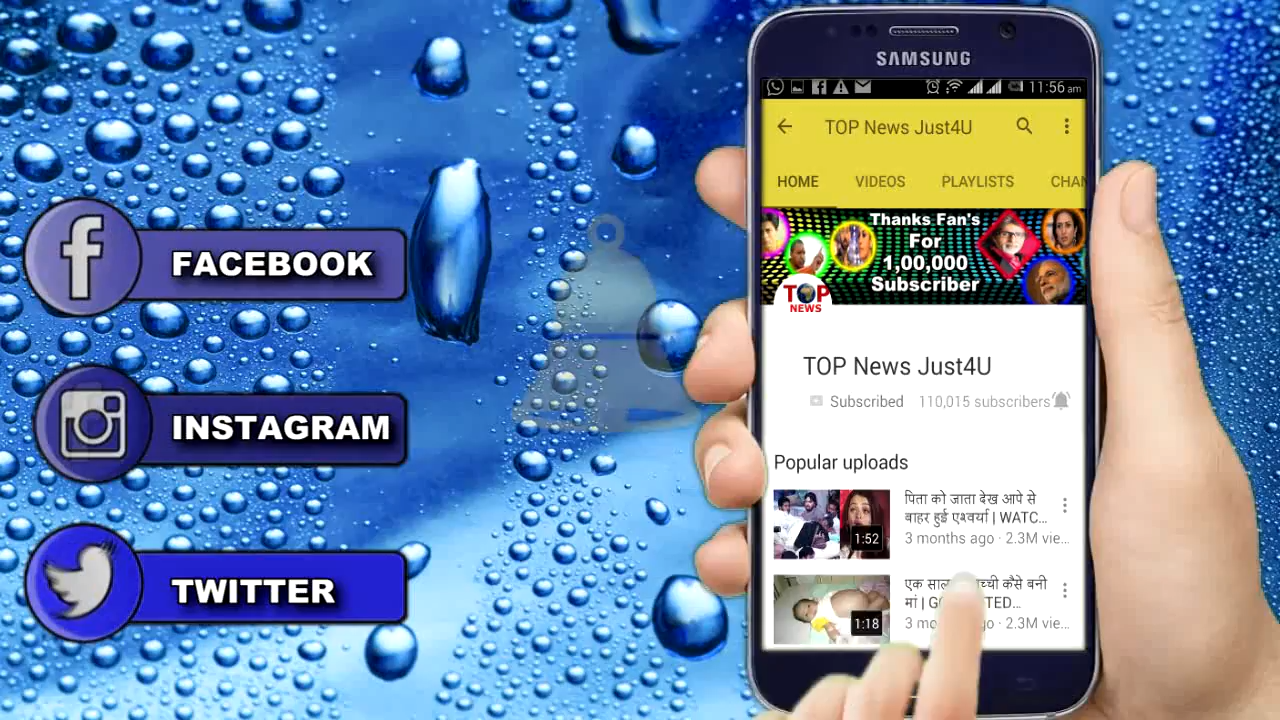 FACEBOOK
INSTAGRAM
TWITTER
SAMSUNG
11:56 am
TOP News Just4U
HOME VIDEOS PLAYLISTS CHAN
Thanks Fan's
For
1,00,000
Subscriber
TOP
NEWS
TOP News Just4U
Subscribed 110,015 subscribers
Popular uploads
1:52
पिता को जाता देख आपे से
बाहर हुई एश्वर्या | WATC...
3 months ago · 2.3M vie...
1:18
एक साल कैसे बनी
मां |
ago · 2.3M vie...